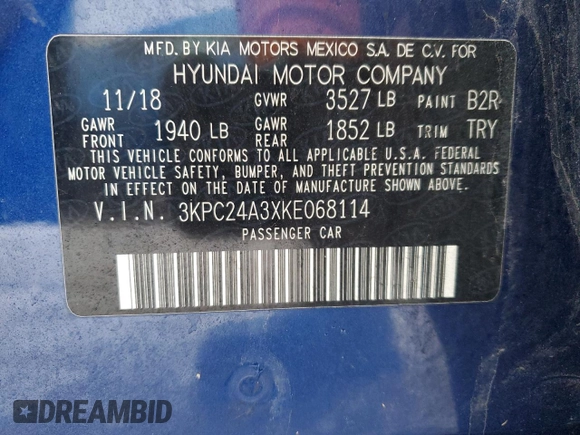 MFD. BY KIA MOTORS MEXICO S.A. DE C.V. FOR
HYUNDAI MOTOR COMPANY
11/18 GVWR 3527 LB PAINT B2R
GAWR FRONT 1940 LB GAWR REAR 1852 LB TRIM TRY
THIS VEHICLE CONFORMS TO ALL APPLICABLE U.S.A. FEDERAL
MOTOR VEHICLE SAFETY, BUMPER, AND THEFT PREVENTION STANDARDS
IN EFFECT ON THE DATE OF MANUFACTURE SHOWN ABOVE.
V.I.N. 3KPC24A3XKE068114
PASSENGER CAR
DREAMBID